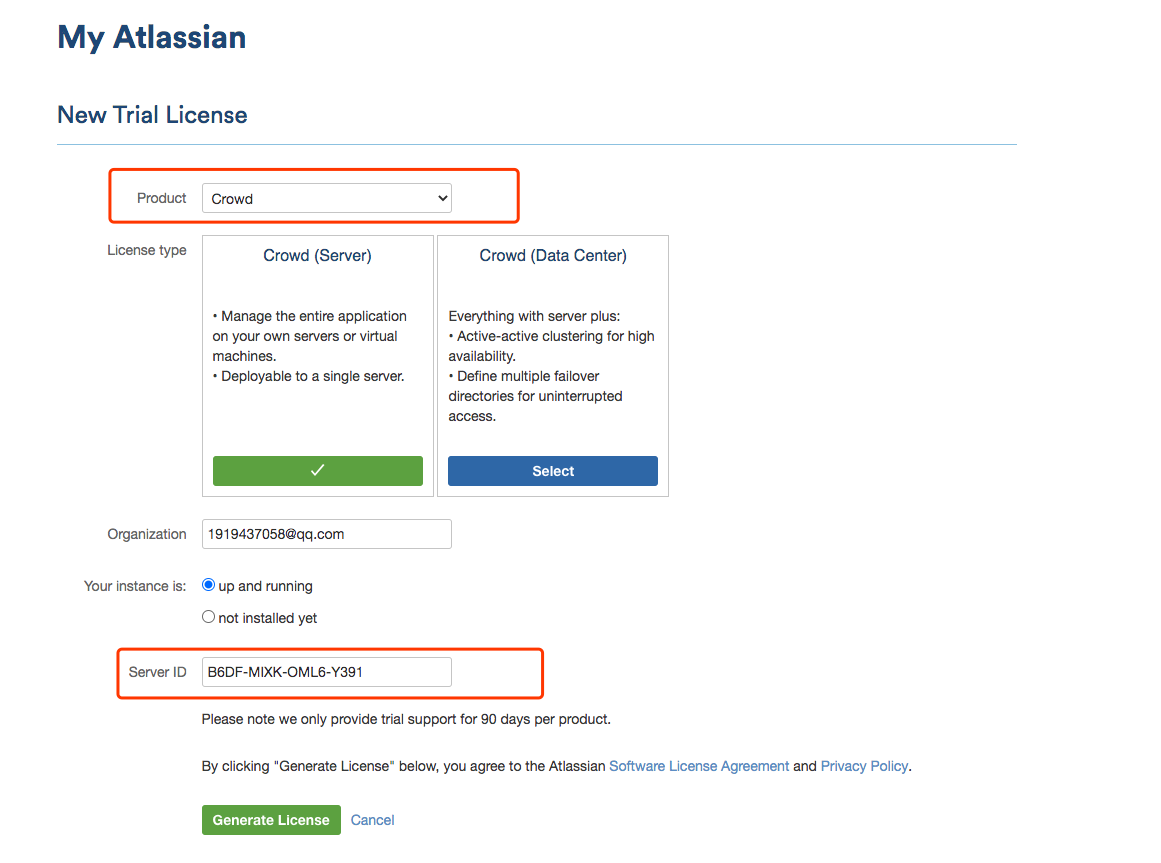 My Atlassian
New Trial License
Product
Crowd
License type
Crowd (Server)
• Manage the entire application
on your own servers or virtual
machines.
• Deployable to a single server.
Crowd (Data Center)
Everything with server plus:
• Active-active clustering for high
availability.
• Define multiple failover
directories for uninterrupted
access.
Select
Organization
1919437058@qq.com
Your instance is:
up and running
not installed yet
Server ID
B6DF-MIXK-OML6-Y391
Please note we only provide trial support for 90 days per product.
By clicking "Generate License" below, you agree to the Atlassian Software License Agreement and Privacy Policy.
Generate License
Cancel